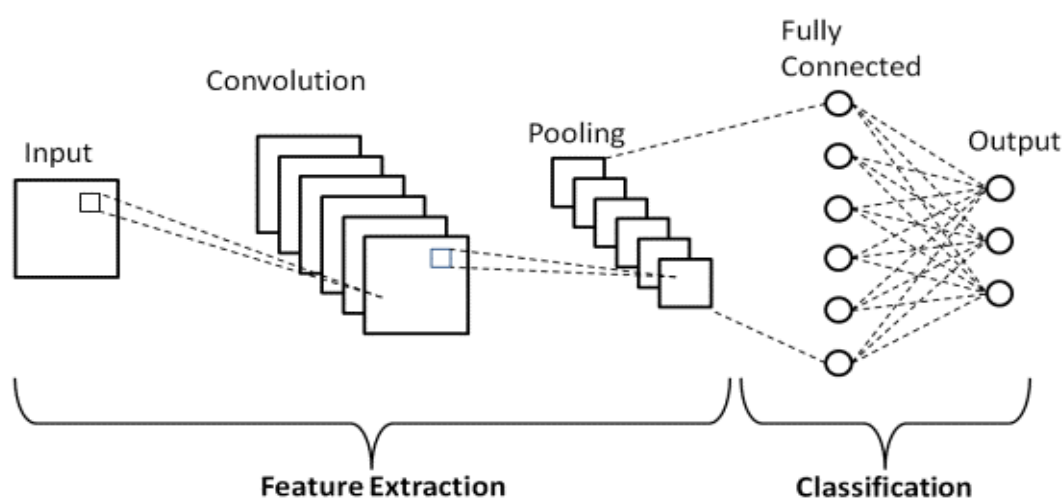 Input
Convolution
Pooling
Fully
Connected
Output
Feature Extraction
Classification